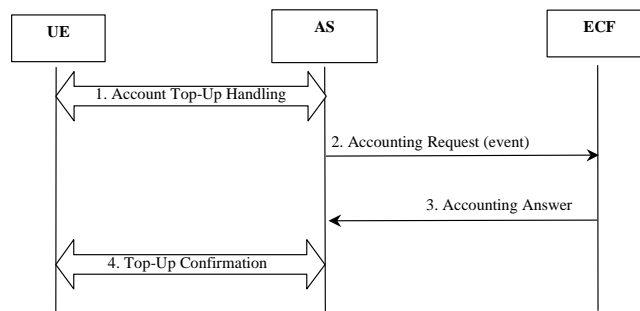 UE
AS
ECF
1. Account Top-Up Handling
2. Accounting Request (event)
3. Accounting Answer
4. Top-Up Confirmation